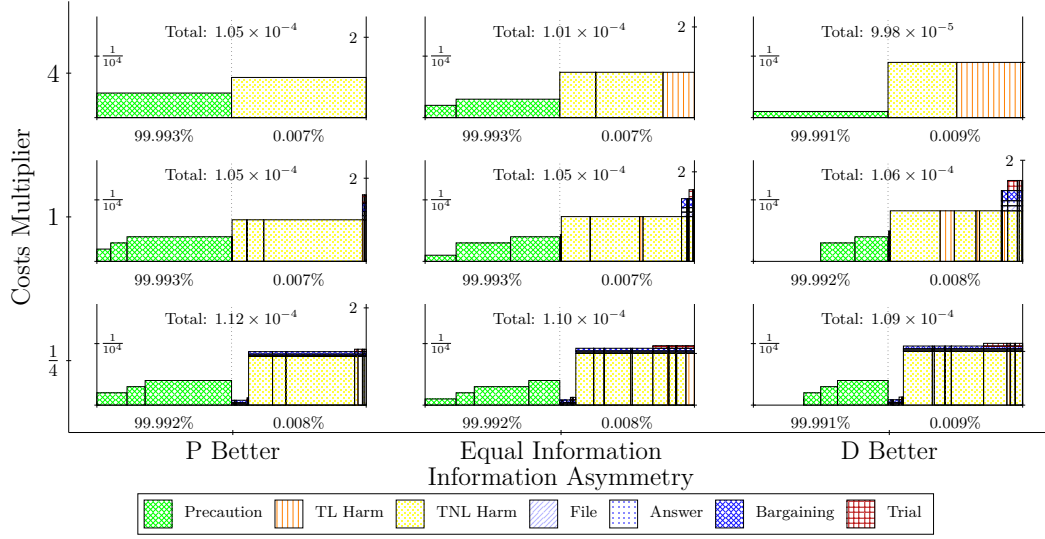 Costs Multiplier
4
Total: 1.05 × 10⁻⁴
1/10⁴
2
99.993%
0.007%
Total: 1.01 × 10⁻⁴
1/10⁴
2
99.993%
0.007%
Total: 9.98 × 10⁻⁵
1/10⁴
2
99.991%
0.009%
1
Total: 1.05 × 10⁻⁴
1/10⁴
2
99.993%
0.007%
Total: 1.05 × 10⁻⁴
1/10⁴
2
99.993%
0.007%
Total: 1.06 × 10⁻⁴
1/10⁴
2
99.992%
0.008%
1/4
Total: 1.12 × 10⁻⁴
1/10⁴
2
99.992%
0.008%
Total: 1.10 × 10⁻⁴
1/10⁴
2
99.992%
0.008%
Total: 1.09 × 10⁻⁴
1/10⁴
2
99.991%
0.009%
P Better
Equal Information
D Better
Information Asymmetry
Precaution
TL Harm
TNL Harm
File
Answer
Bargaining
Trial